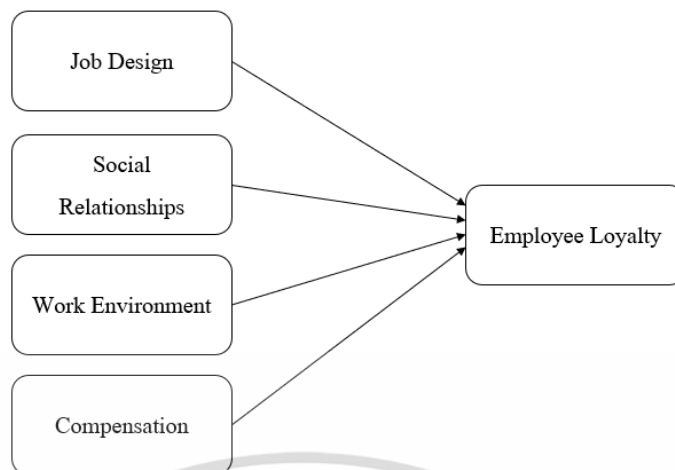 Job Design
Social
Relationships
Employee Loyalty
Work Environment
Compensation